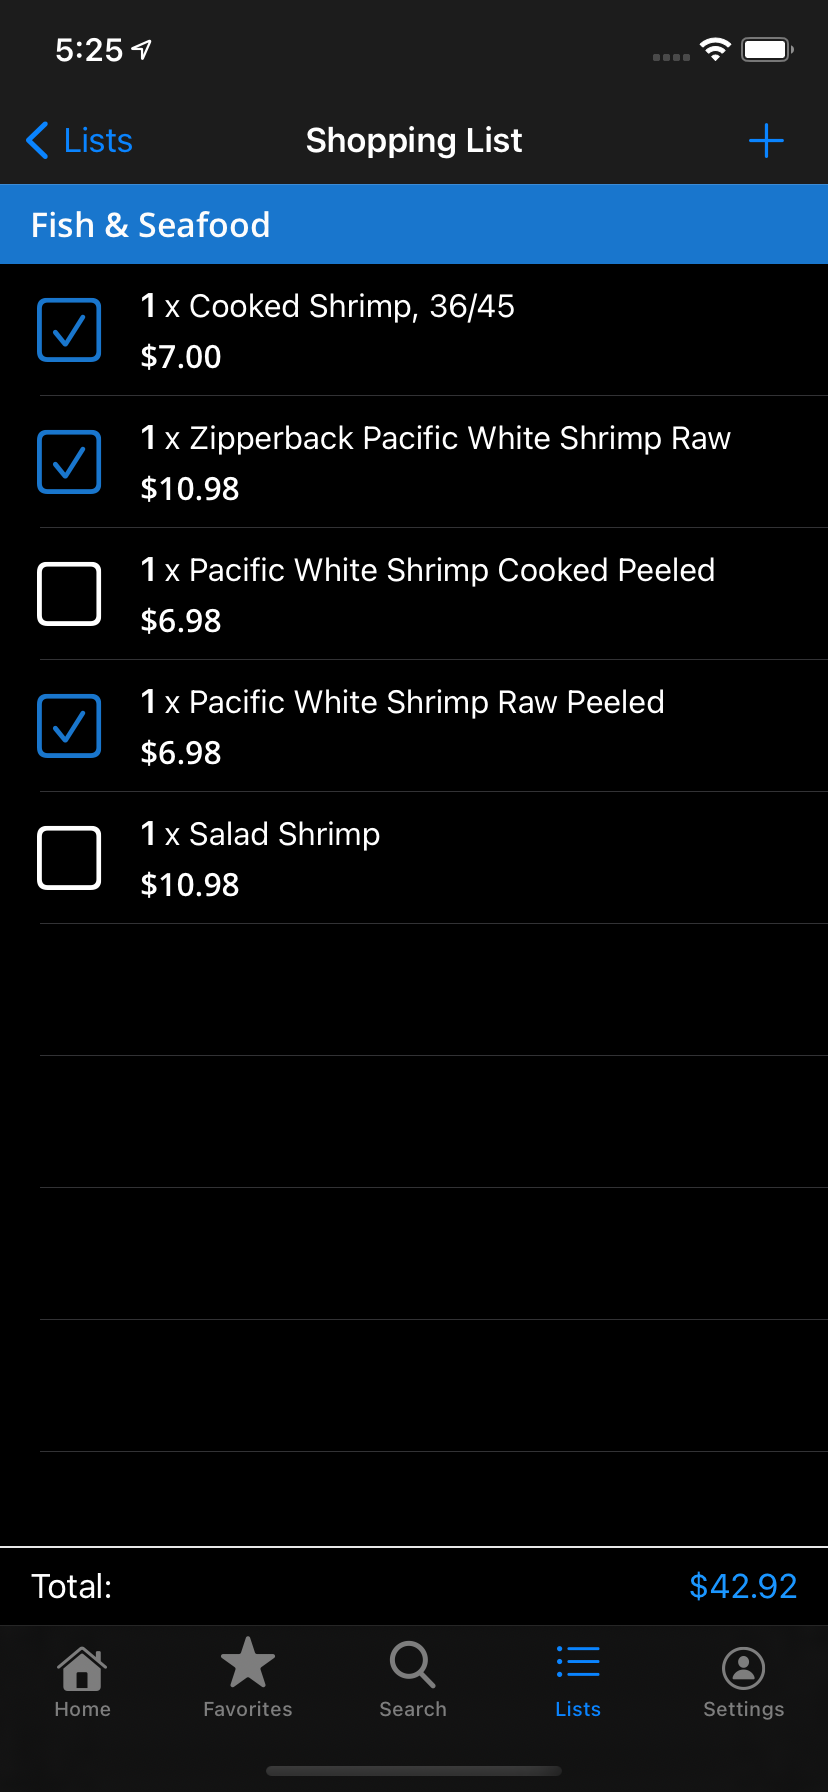 5:25
Lists
Shopping List
Fish & Seafood
1 x Cooked Shrimp, 36/45
$7.00
1 x Zipperback Pacific White Shrimp Raw
$10.98
1 x Pacific White Shrimp Cooked Peeled
$6.98
1 x Pacific White Shrimp Raw Peeled
$6.98
1 x Salad Shrimp
$10.98
Total: $42.92
Home Favorites Search Lists Settings